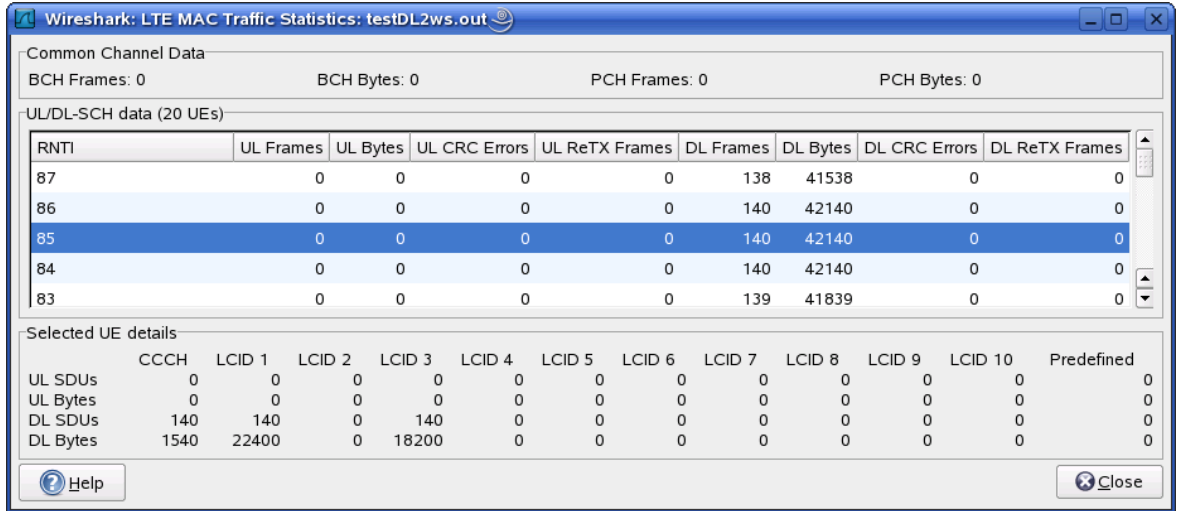 Wireshark: LTE MAC Traffic Statistics: testDL2ws.out
Common Channel Data
BCH Frames: 0 BCH Bytes: 0 PCH Frames: 0 PCH Bytes: 0
UL/DL-SCH data (20 UEs)
RNTI UL Frames UL Bytes UL CRC Errors UL ReTX Frames DL Frames DL Bytes DL CRC Errors DL ReTX Frames
87 0 0 0 0 138 41538 0 0
86 0 0 0 0 140 42140 0 0
85 0 0 0 0 140 42140 0 0
84 0 0 0 0 140 42140 0 0
83 0 0 0 0 139 41839 0 0
Selected UE details
CCCH LCID 1 LCID 2 LCID 3 LCID 4 LCID 5 LCID 6 LCID 7 LCID 8 LCID 9 LCID 10 Predefined
UL SDUs 0 0 0 0 0 0 0 0 0 0 0 0
UL Bytes 0 0 0 0 0 0 0 0 0 0 0 0
DL SDUs 140 140 0 140 0 0 0 0 0 0 0 0
DL Bytes 1540 22400 0 18200 0 0 0 0 0 0 0 0
Help Close